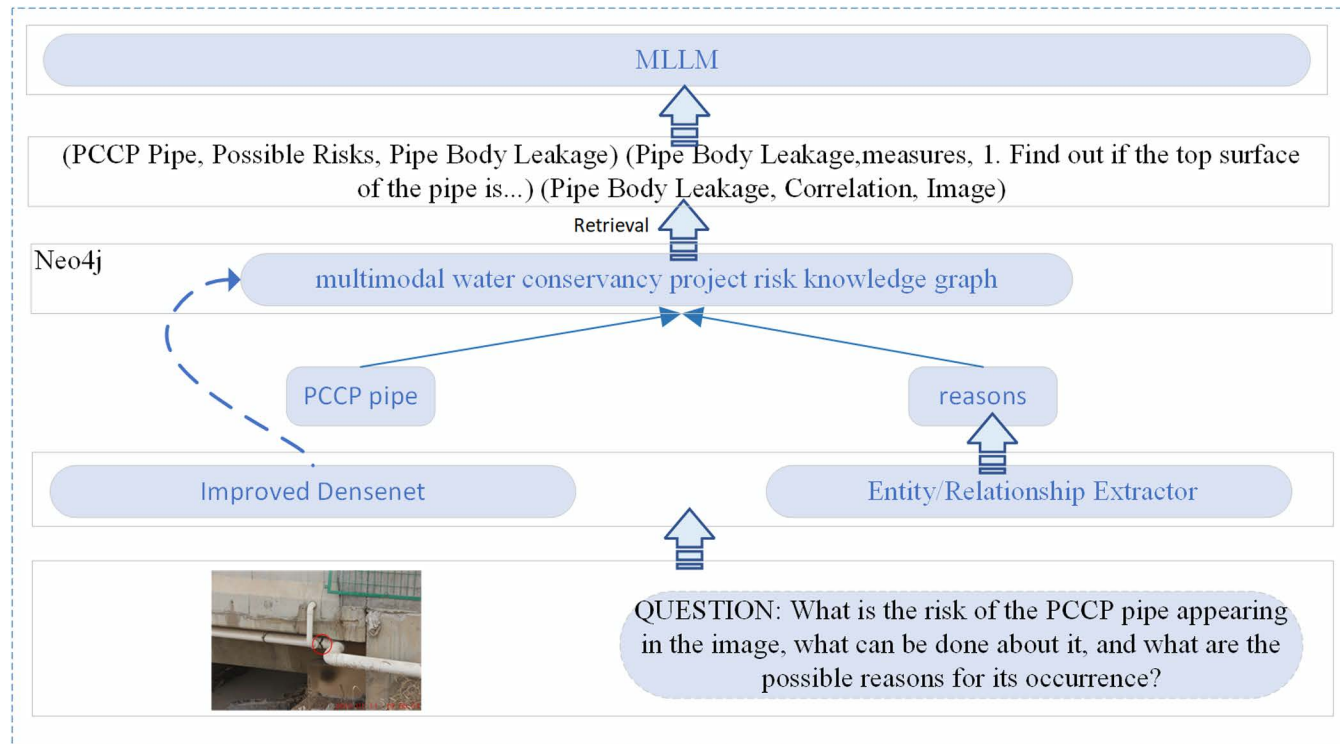 MLLM
(PCCP Pipe, Possible Risks, Pipe Body Leakage) (Pipe Body Leakage,measures, 1. Find out if the top surface
of the pipe is...) (Pipe Body Leakage, Correlation, Image)
Retrieval
Neo4j
multimodal water conservancy project risk knowledge graph
PCCP pipe
reasons
Improved Densenet
Entity/Relationship Extractor
QUESTION: What is the risk of the PCCP pipe appearing
in the image, what can be done about it, and what are the
possible reasons for its occurrence?